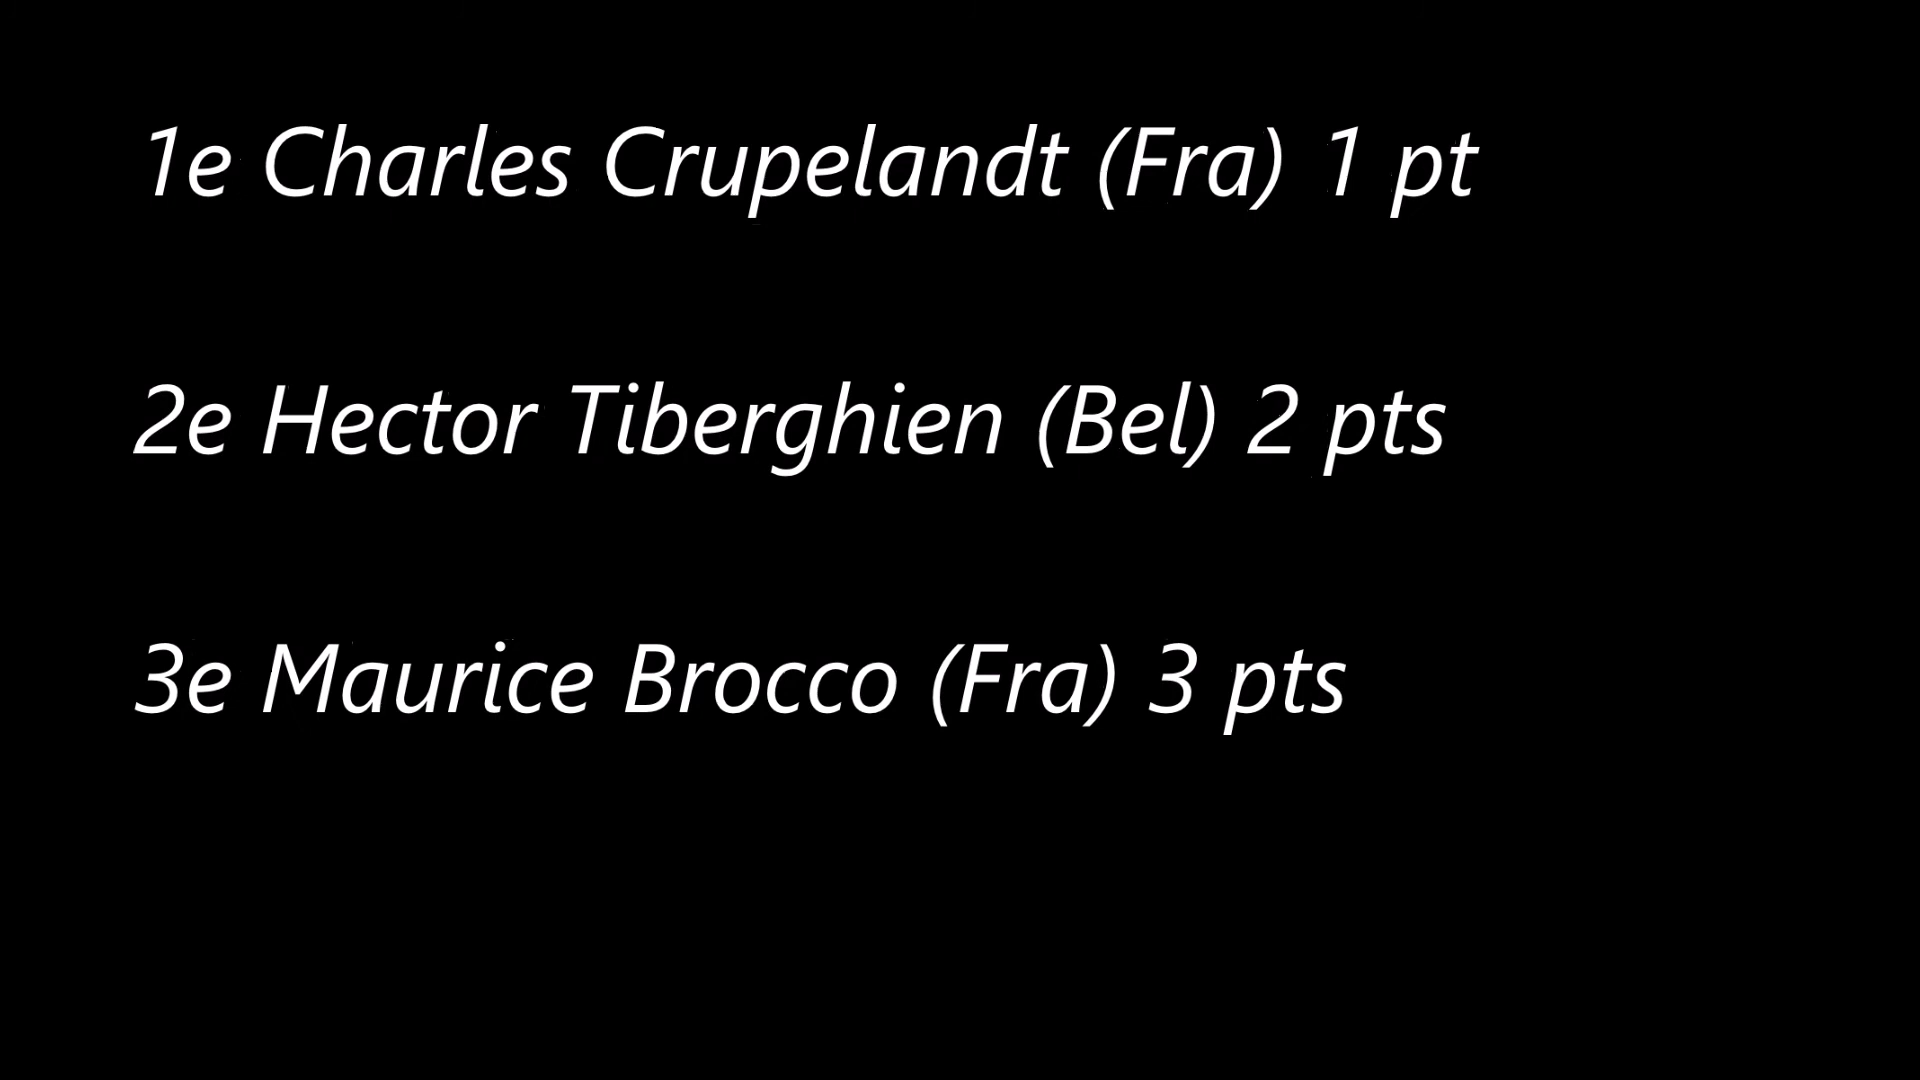 1e Charles Crupelandt (Fra) 1 pt
2e Hector Tiberghien (Bel) 2 pts
3e Maurice Brocco (Fra) 3 pts